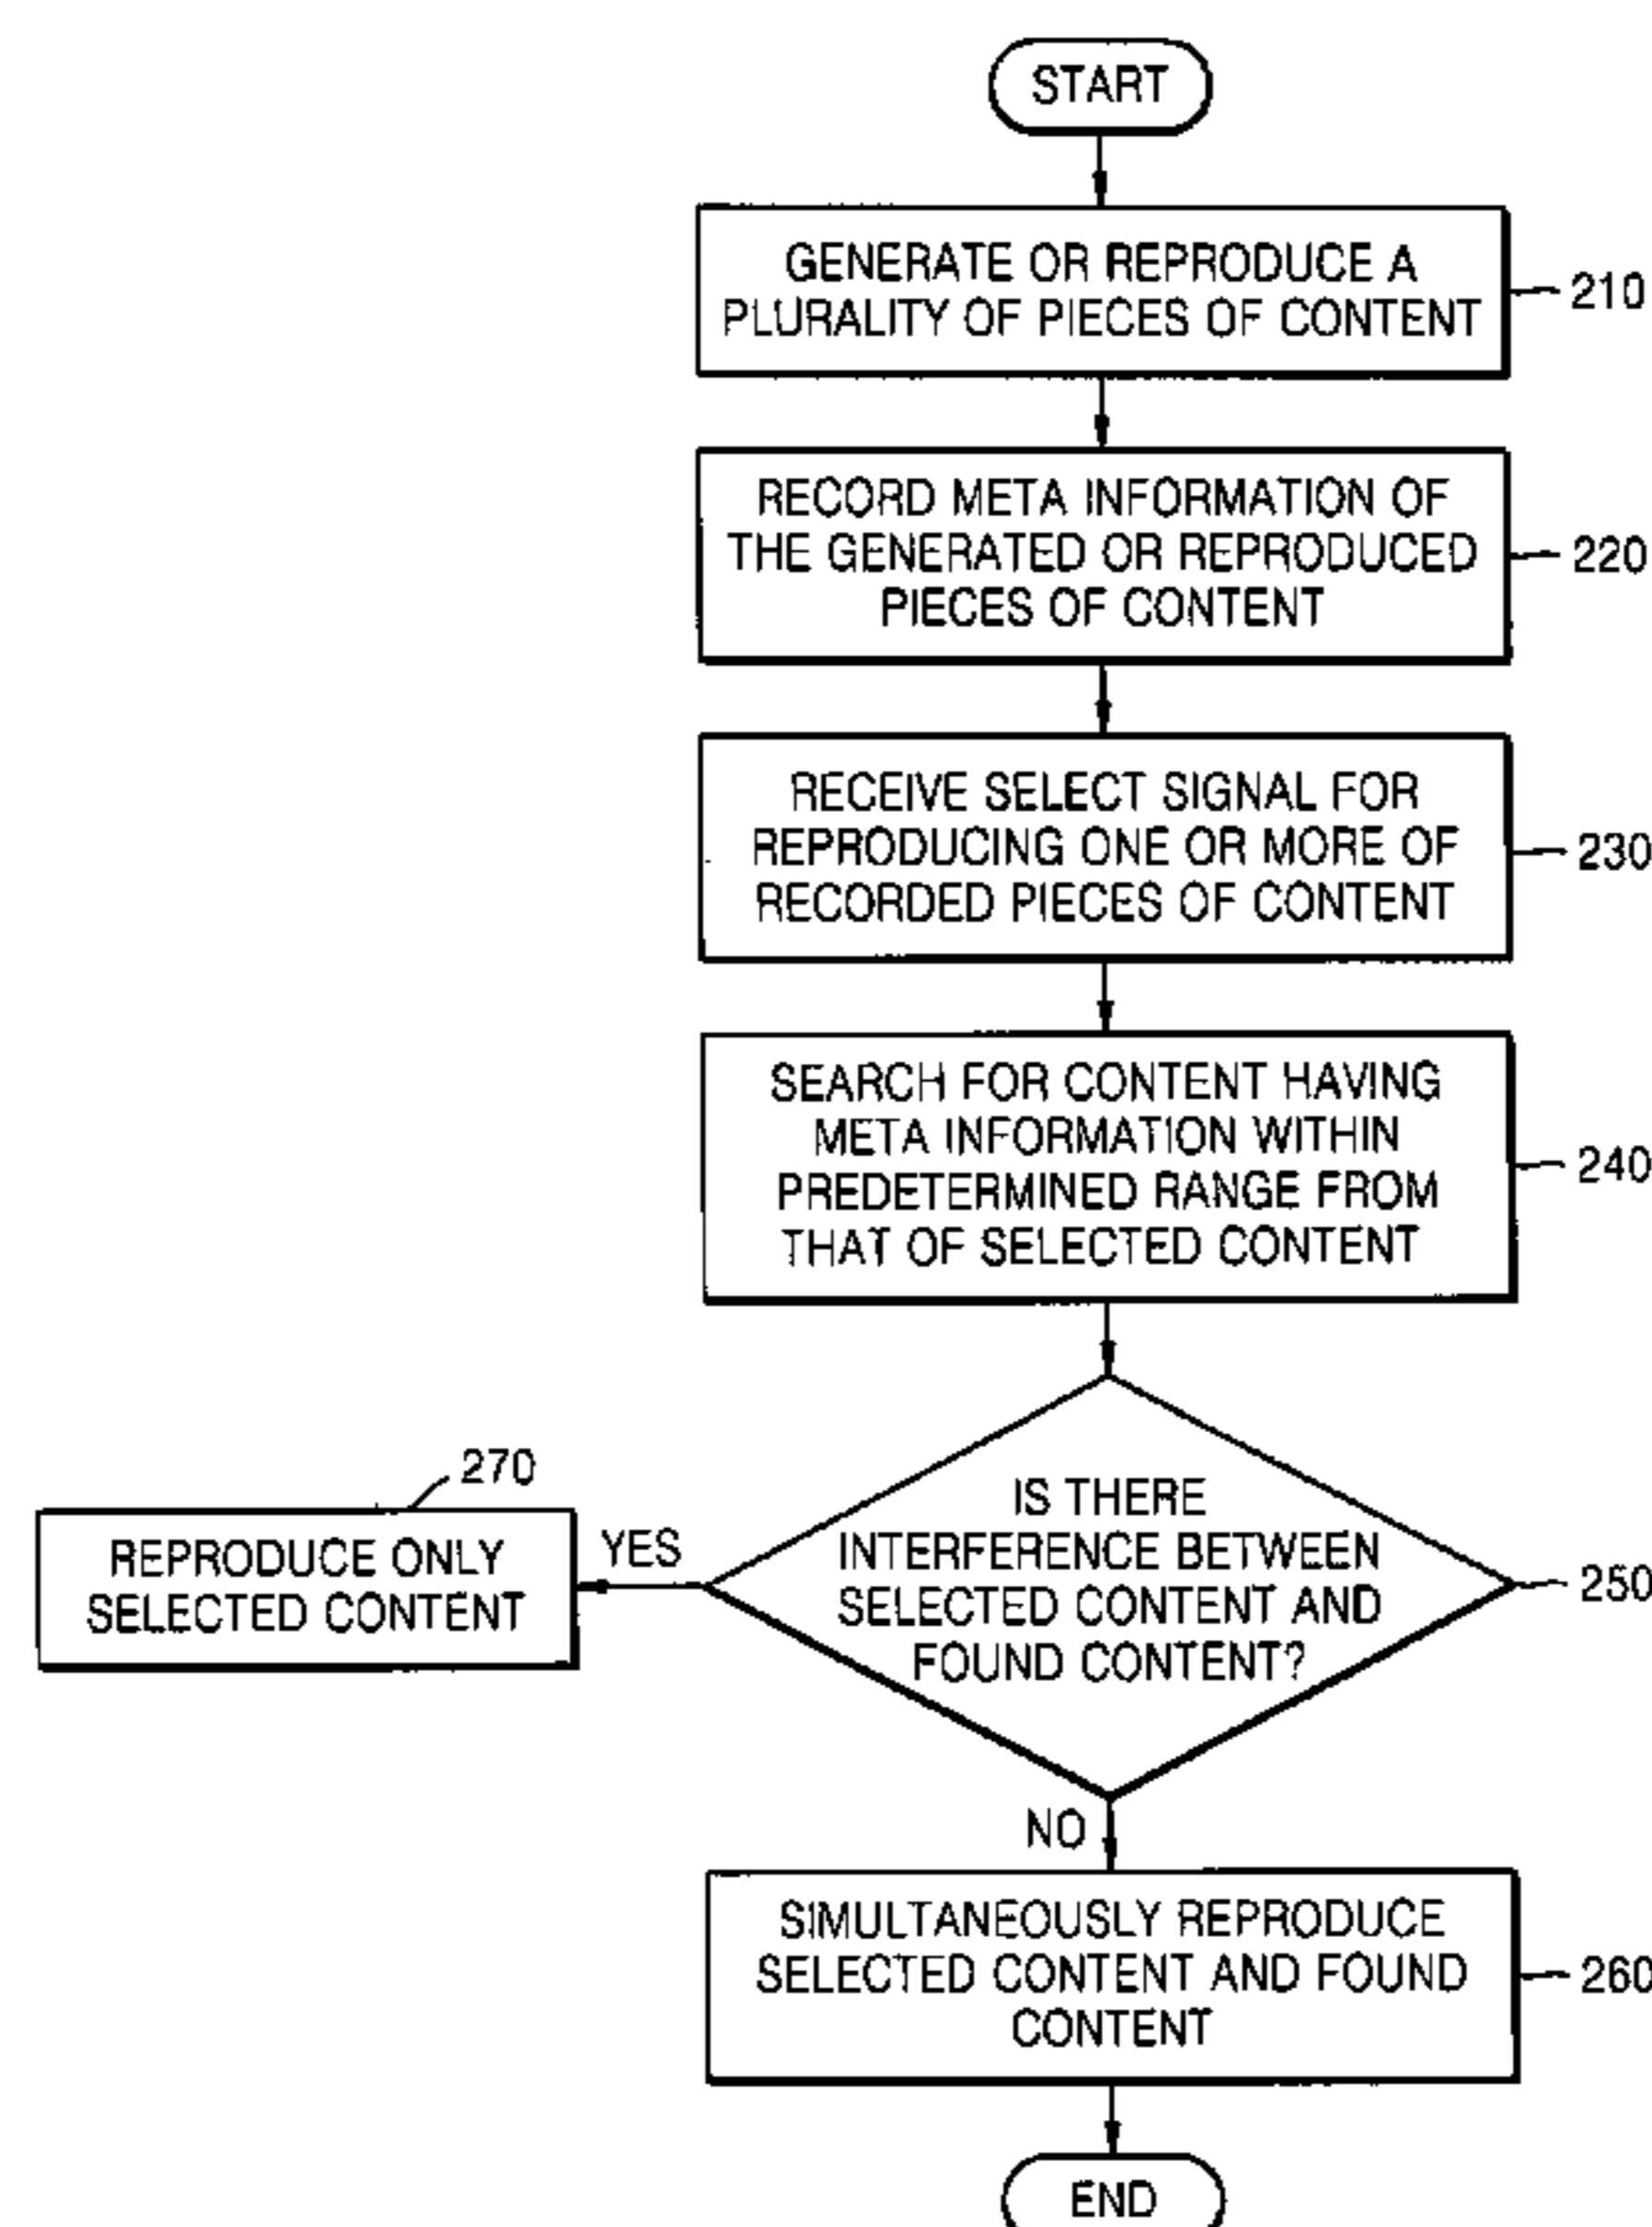 START
GENERATE OR REPRODUCE A
PLURALITY OF PIECES OF CONTENT
210
RECORD META INFORMATION OF
THE GENERATED OR REPRODUCED
PIECES OF CONTENT
220
RECEIVE SELECT SIGNAL FOR
REPRODUCING ONE OR MORE OF
RECORDED PIECES OF CONTENT
230
SEARCH FOR CONTENT HAVING
META INFORMATION WITHIN
PREDETERMINED RANGE FROM
THAT OF SELECTED CONTENT
240
IS THERE
INTERFERENCE BETWEEN
SELECTED CONTENT AND
FOUND CONTENT?
250
YES
270
REPRODUCE ONLY
SELECTED CONTENT
NO
SIMULTANEOUSLY REPRODUCE
SELECTED CONTENT AND FOUND
CONTENT
260
END